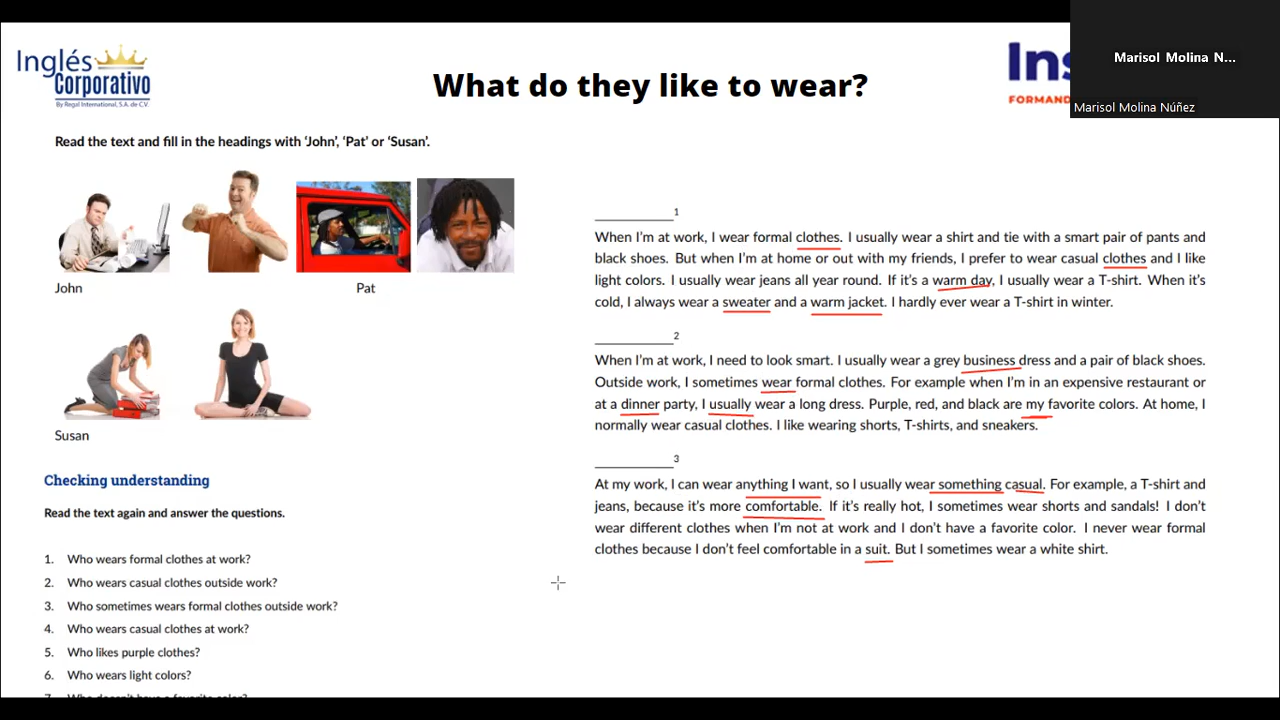 Inglés
Corporativo
By Regal International, S.A. de C.V.
What do they like to wear?
Ins
FORMAND
Marisol Molina N...
Marisol Molina Núñez
Read the text and fill in the headings with ‘John’, ‘Pat’ or ‘Susan’.
John
Pat
Susan
Checking understanding
Read the text again and answer the questions.
1. Who wears formal clothes at work?
2. Who wears casual clothes outside work?
3. Who sometimes wears formal clothes outside work?
4. Who wears casual clothes at work?
5. Who likes purple clothes?
6. Who wears light colors?
7. Who doesn't have a favorite color?
____________1
When I’m at work, I wear formal clothes. I usually wear a shirt and tie with a smart pair of pants and
black shoes. But when I’m at home or out with my friends, I prefer to wear casual clothes and I like
light colors. I usually wear jeans all year round. If it’s a warm day, I usually wear a T-shirt. When it’s
cold, I always wear a sweater and a warm jacket. I hardly ever wear a T-shirt in winter.
____________2
When I’m at work, I need to look smart. I usually wear a grey business dress and a pair of black shoes.
Outside work, I sometimes wear formal clothes. For example when I’m in an expensive restaurant or
at a dinner party, I usually wear a long dress. Purple, red, and black are my favorite colors. At home, I
normally wear casual clothes. I like wearing shorts, T-shirts, and sneakers.
____________3
At my work, I can wear anything I want, so I usually wear something casual. For example, a T-shirt and
jeans, because it’s more comfortable. If it’s really hot, I sometimes wear shorts and sandals! I don’t
wear different clothes when I’m not at work and I don’t have a favorite color. I never wear formal
clothes because I don’t feel comfortable in a suit. But I sometimes wear a white shirt.